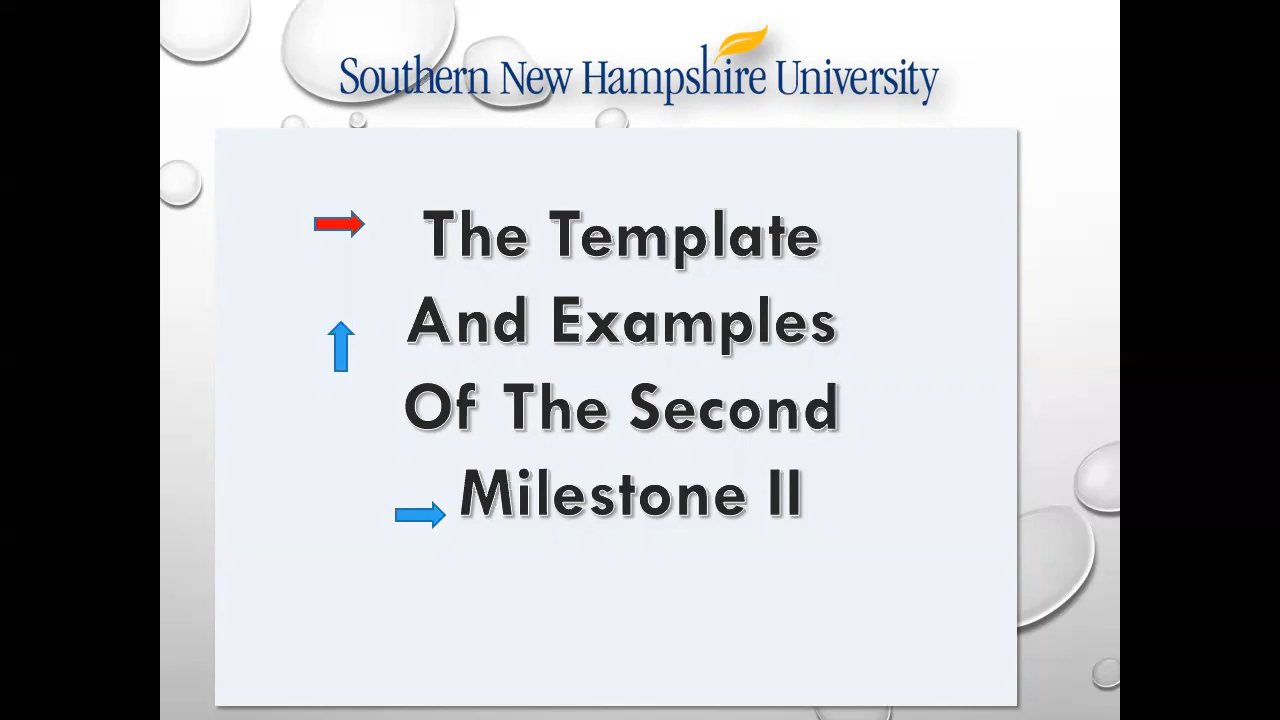 Southern New Hampshire University
The Template
And Examples
Of The Second
Milestone II